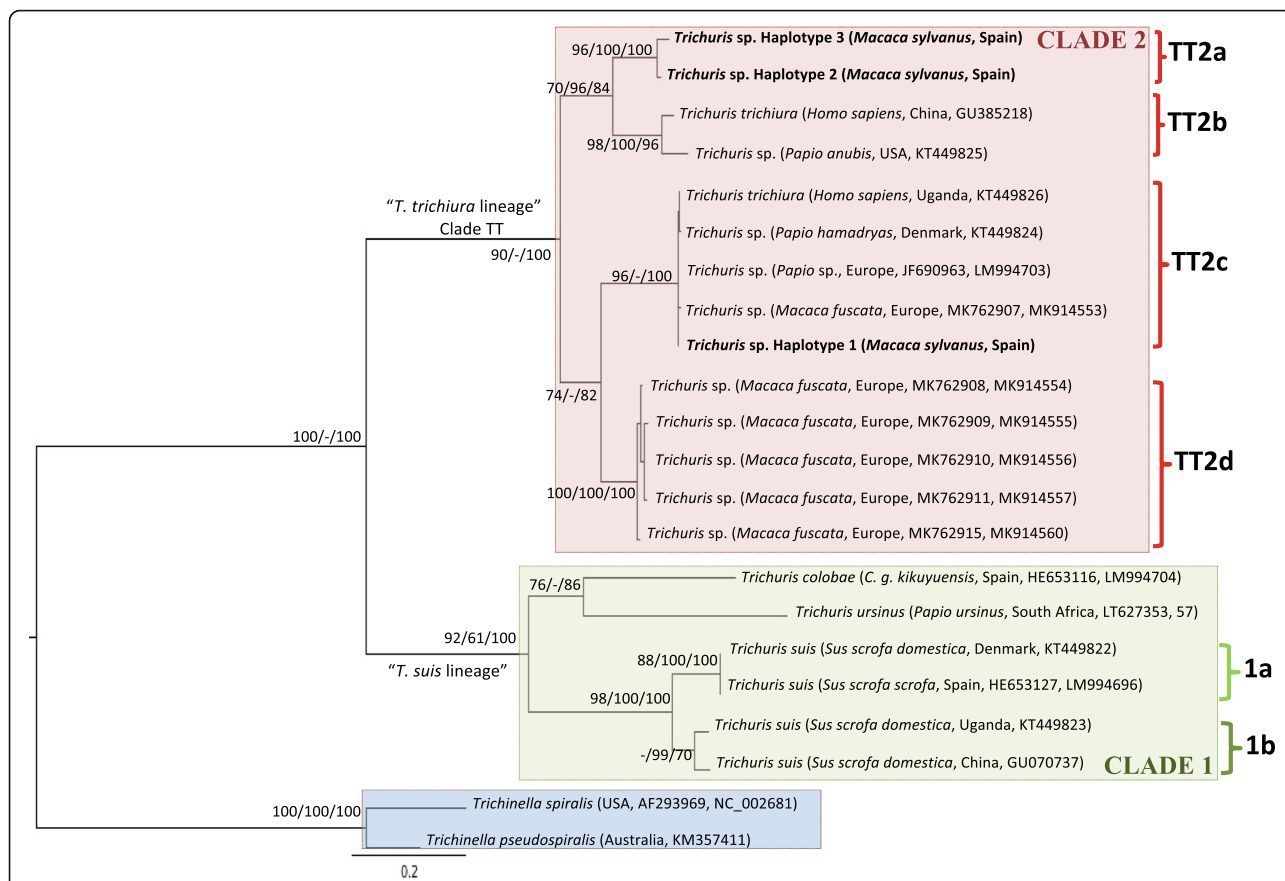 Trichuris sp. Haplotype 3 (Macaca sylvanus, Spain)
CLADE 2
96/100/100
TT2a
Trichuris sp. Haplotype 2 (Macaca sylvanus, Spain)
70/96/84
Trichuris trichiura (Homo sapiens, China, GU385218)
TT2b
98/100/96
Trichuris sp. (Papio anubis, USA, KT449825)
Trichuris trichiura (Homo sapiens, Uganda, KT449826)
"T. trichiura lineage"
Clade TT
90/-/100
Trichuris sp. (Papio hamadryas, Denmark, KT449824)
TT2c
96/-/100
Trichuris sp. (Papio sp., Europe, JF690963, LM994703)
Trichuris sp. (Macaca fuscata, Europe, MK762907, MK914553)
Trichuris sp. Haplotype 1 (Macaca sylvanus, Spain)
74/-/82
Trichuris sp. (Macaca fuscata, Europe, MK762908, MK914554)
Trichuris sp. (Macaca fuscata, Europe, MK762909, MK914555)
100/-/100
Trichuris sp. (Macaca fuscata, Europe, MK762910, MK914556)
TT2d
100/100/100
Trichuris sp. (Macaca fuscata, Europe, MK762911, MK914557)
Trichuris sp. (Macaca fuscata, Europe, MK762915, MK914560)
Trichuris colobae (C. g. kikuyuensis, Spain, HE653116, LM994704)
76/-/86
Trichuris ursinus (Papio ursinus, South Africa, LT627353, 57)
92/61/100
"T. suis lineage"
Trichuris suis (Sus scrofa domestica, Denmark, KT449822)
88/100/100
1a
Trichuris suis (Sus scrofa scrofa, Spain, HE653127, LM994696)
98/100/100
Trichuris suis (Sus scrofa domestica, Uganda, KT449823)
1b
-/99/70
Trichuris suis (Sus scrofa domestica, China, GU070737)
CLADE 1
Trichinella spiralis (USA, AF293969, NC_002681)
100/100/100
Trichinella pseudospiralis (Australia, KM357411)
0.2